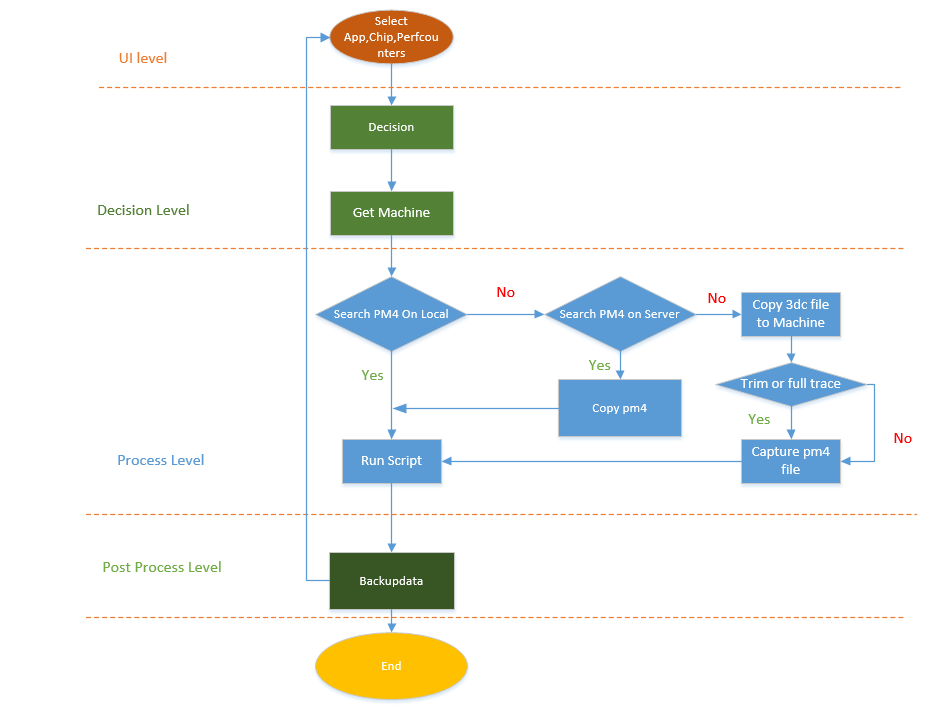 Select
App,Chip,Perfcou
nters
UI level
Decision
Decision Level
Get Machine
Search PM4 On Local
No
Search PM4 on Server
No
Copy 3dc file
to Machine
Yes
Yes
Trim or full trace
Copy pm4
Yes
No
Process Level
Run Script
Capture pm4
file
Post Process Level
Backupdata
End